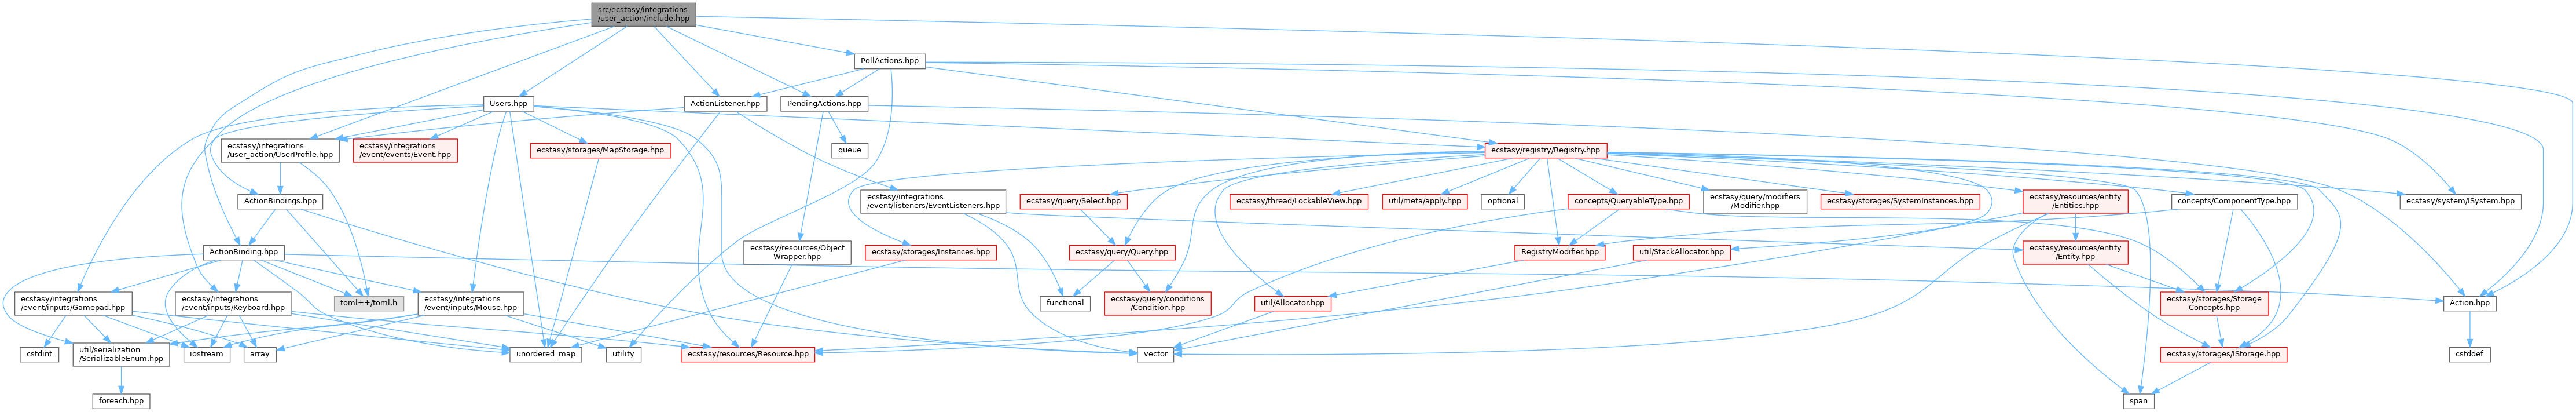 src/ecstasy/integrations
/user_action/include.hpp
PollActions.hpp
Users.hpp
ActionListener.hpp
PendingActions.hpp
ecstasy/integrations
/user_action/UserProfile.hpp
ecstasy/integrations
/event/events/Event.hpp
ecstasy/storages/MapStorage.hpp
queue
ecstasy/registry/Registry.hpp
ActionBindings.hpp
ecstasy/integrations
/event/listeners/EventListeners.hpp
ecstasy/query/Select.hpp
ecstasy/thread/LockableView.hpp
util/meta/apply.hpp
optional
concepts/QueryableType.hpp
ecstasy/query/modifiers
/Modifier.hpp
ecstasy/storages/SystemInstances.hpp
ecstasy/resources/entity
/Entities.hpp
concepts/ComponentType.hpp
ecstasy/system/ISystem.hpp
ActionBinding.hpp
ecstasy/resources/Object
Wrapper.hpp
ecstasy/storages/Instances.hpp
ecstasy/query/Query.hpp
RegistryModifier.hpp
util/StackAllocator.hpp
ecstasy/resources/entity
/Entity.hpp
ecstasy/integrations
/event/inputs/Gamepad.hpp
ecstasy/integrations
/event/inputs/Keyboard.hpp
toml++/toml.h
ecstasy/integrations
/event/inputs/Mouse.hpp
functional
ecstasy/query/conditions
/Condition.hpp
util/Allocator.hpp
ecstasy/storages/Storage
Concepts.hpp
Action.hpp
cstdint
util/serialization
/SerializableEnum.hpp
iostream
array
unordered_map
utility
ecstasy/resources/Resource.hpp
vector
ecstasy/storages/IStorage.hpp
cstddef
foreach.hpp
span